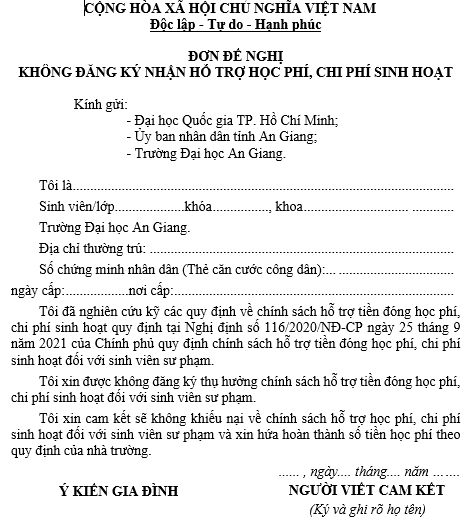 CỘNG HÒA XÃ HỘI CHỦ NGHĨA VIỆT NAM
Độc lập - Tự do - Hạnh phúc
ĐƠN ĐỀ NGHỊ
KHÔNG ĐĂNG KÝ NHẬN HỖ TRỢ HỌC PHÍ, CHI PHÍ SINH HOẠT
Kính gửi:
- Đại học Quốc gia TP. Hồ Chí Minh;
- Ủy ban nhân dân tỉnh An Giang;
- Trường Đại học An Giang.
Tôi là........................................................................................................
Sinh viên/lớp...................khóa..............., khoa................. ............
Trường Đại học An Giang.
Địa chỉ thường trú: ...................................................................................
Số chứng minh nhân dân (Thẻ căn cước công dân):... ...............................
ngày cấp:.................nơi cấp:.....................................................................
Tôi đã nghiên cứu kỹ các quy định về chính sách hỗ trợ tiền đóng học phí,
chi phí sinh hoạt quy định tại Nghị định số 116/2020/NĐ-CP ngày 25 tháng 9
năm 2021 của Chính phủ quy định chính sách hỗ trợ tiền đóng học phí, chi phí
sinh hoạt đối với sinh viên sư phạm.
Tôi xin được không đăng ký thụ hưởng chính sách hỗ trợ tiền đóng học phí,
chi phí sinh hoạt đối với sinh viên sư phạm.
Tôi xin cam kết sẽ không khiếu nại về chính sách hỗ trợ học phí, chi phí
sinh hoạt đối với sinh viên sư phạm và xin hứa hoàn thành số tiền học phí theo
quy định của nhà trường.
...... , ngày.... tháng.... năm .......
Ý KIẾN GIA ĐÌNH
NGƯỜI VIẾT CAM KẾT
(Ký và ghi rõ họ tên)